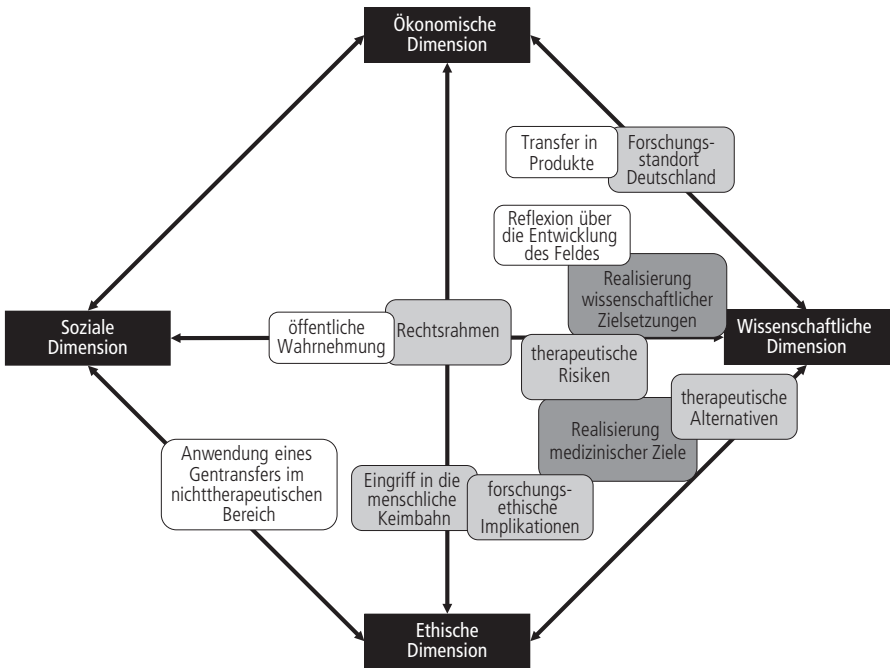 Ökonomische
Dimension
Transfer in
Produkte
Forschungs-
standort
Deutschland
Reflexion über
die Entwicklung
des Feldes
Realisierung
wissenschaftlicher
Zielsetzungen
Soziale
Dimension
öffentliche
Wahrnehmung
Rechtsrahmen
Wissenschaftliche
Dimension
therapeutische
Risiken
therapeutische
Alternativen
Realisierung
medizinischer Ziele
Anwendung eines
Gentransfers im
nichttherapeutischen
Bereich
Eingriff in die
menschliche
Keimbahn
forschungs-
ethische
Implikationen
Ethische
Dimension